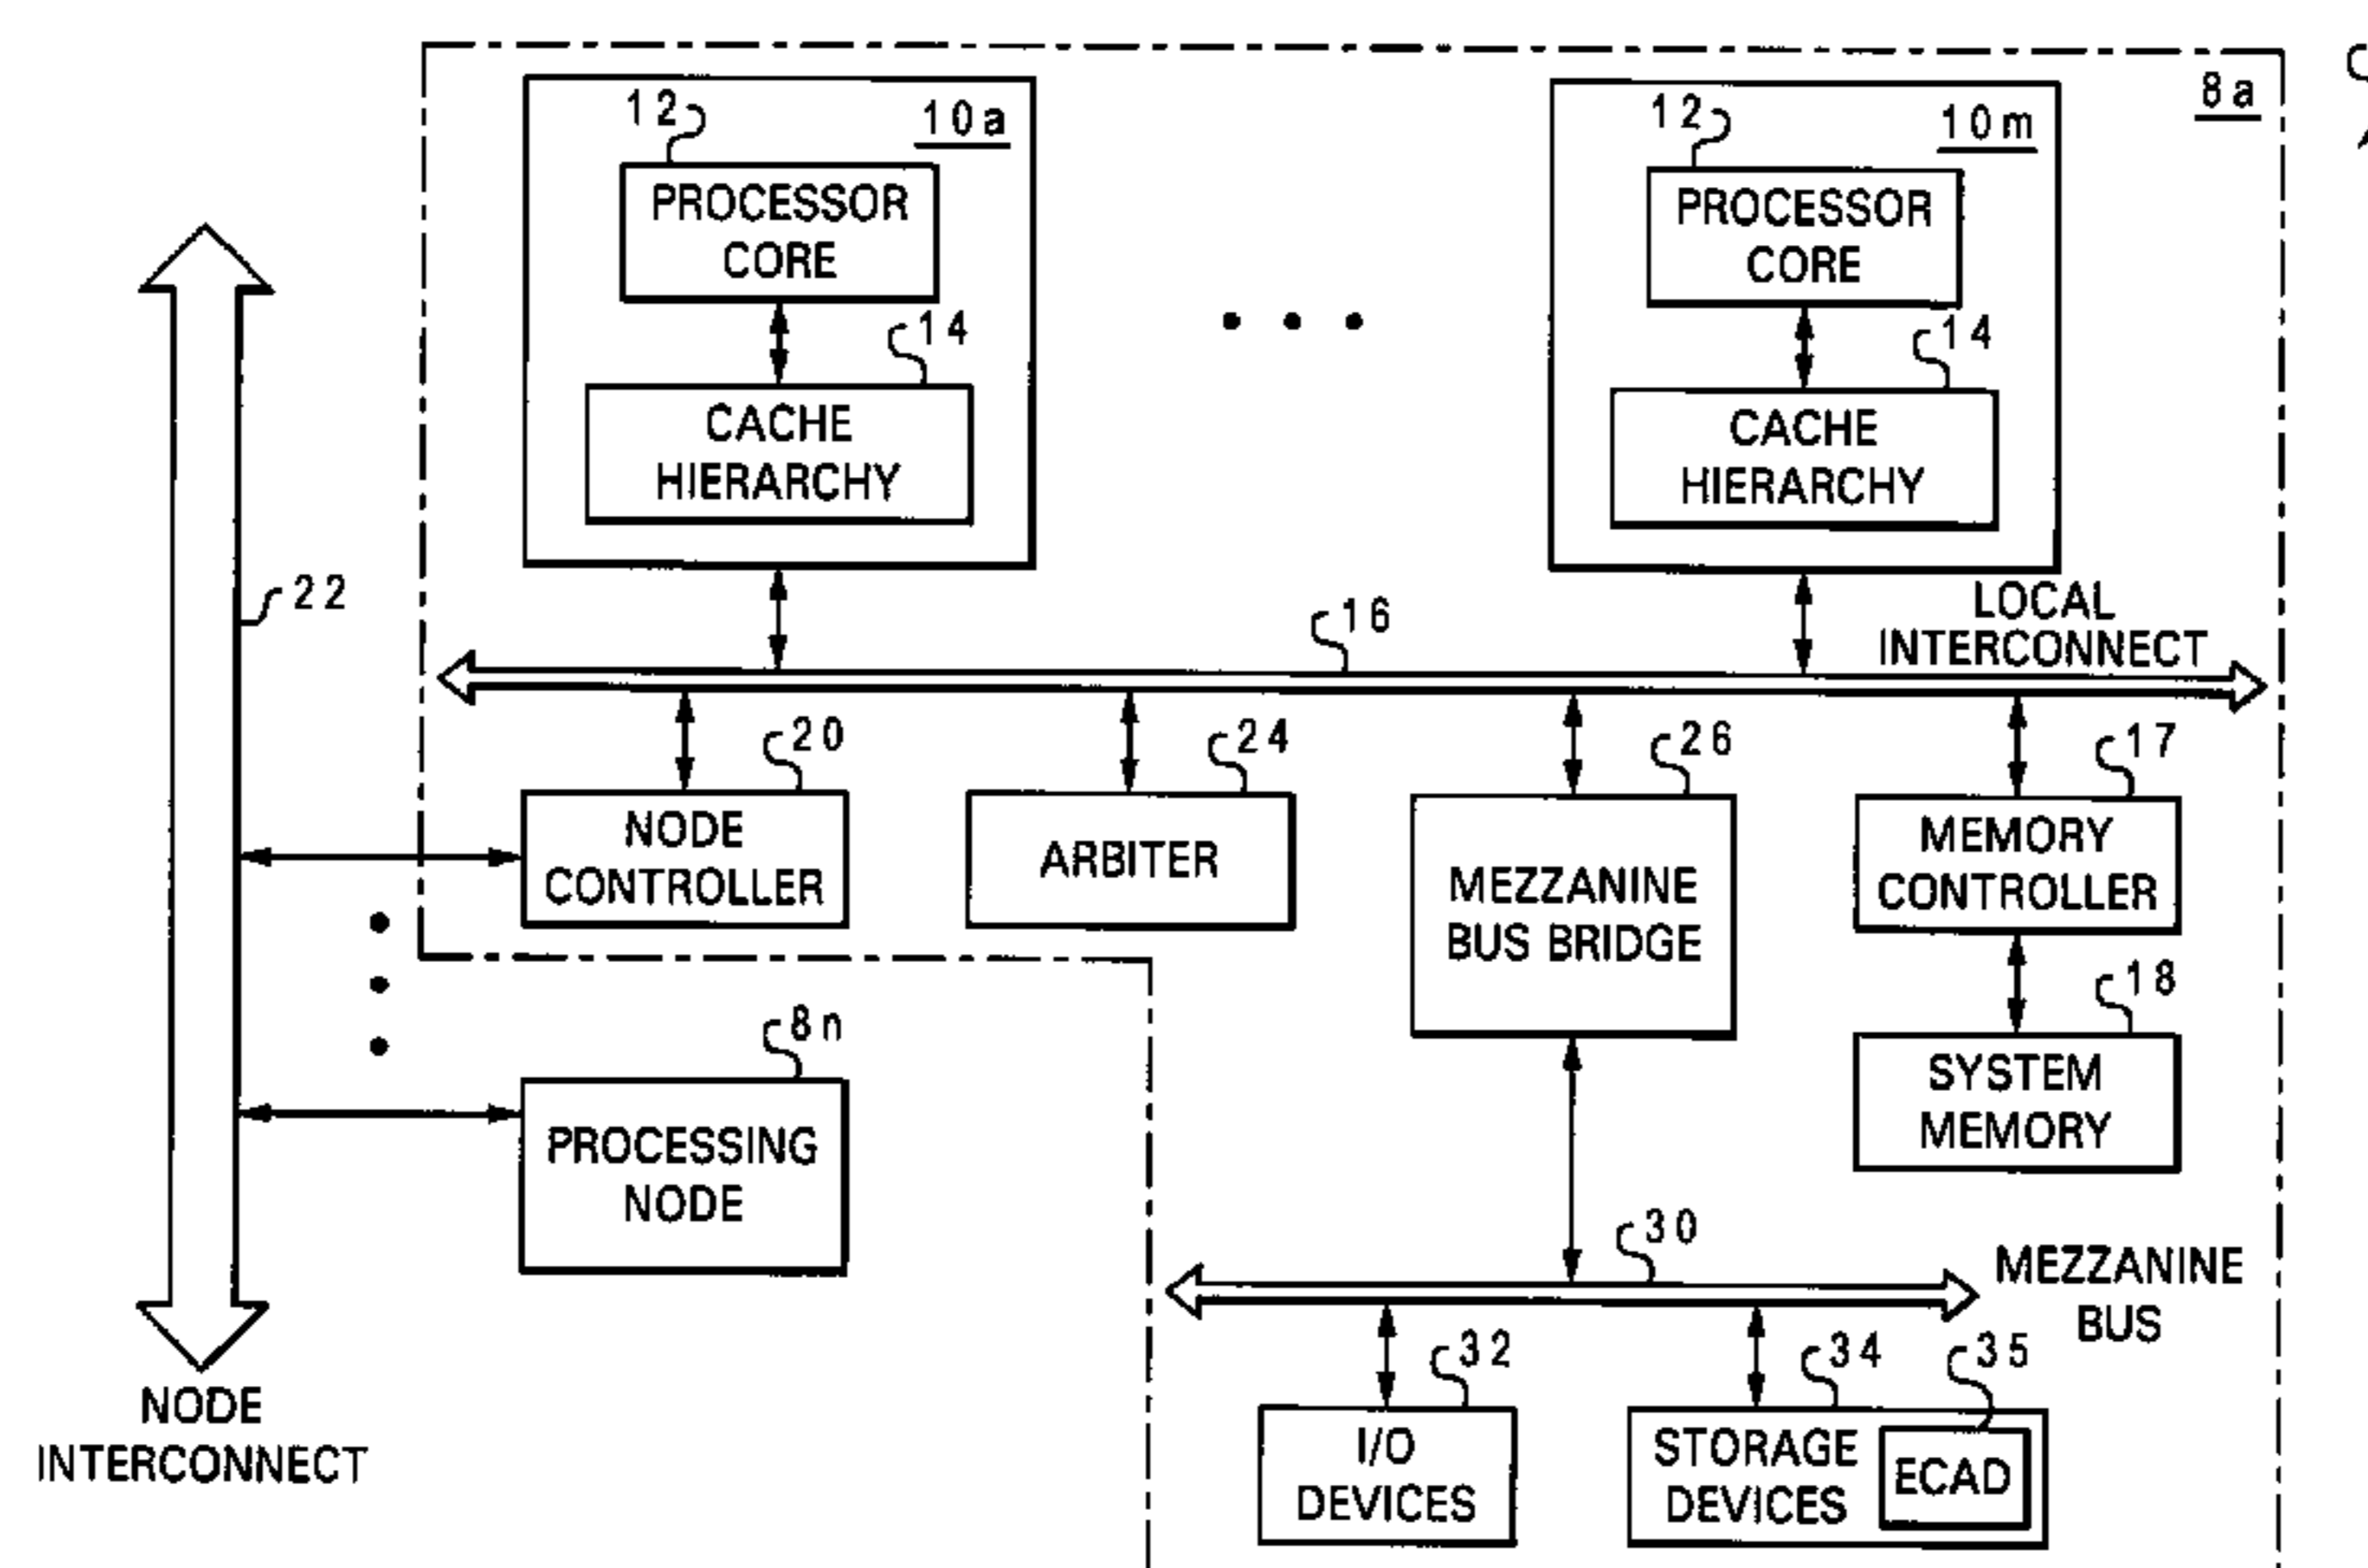 8a
12
10a
PROCESSOR
CORE
14
CACHE
HIERARCHY
12
10m
PROCESSOR
CORE
14
CACHE
HIERARCHY
22
16
LOCAL
INTERCONNECT
20
NODE
CONTROLLER
24
ARBITER
26
MEZZANINE
BUS BRIDGE
17
MEMORY
CONTROLLER
18
SYSTEM
MEMORY
8n
PROCESSING
NODE
30
MEZZANINE
BUS
NODE
INTERCONNECT
32
I/O
DEVICES
34
STORAGE
DEVICES
35
ECAD